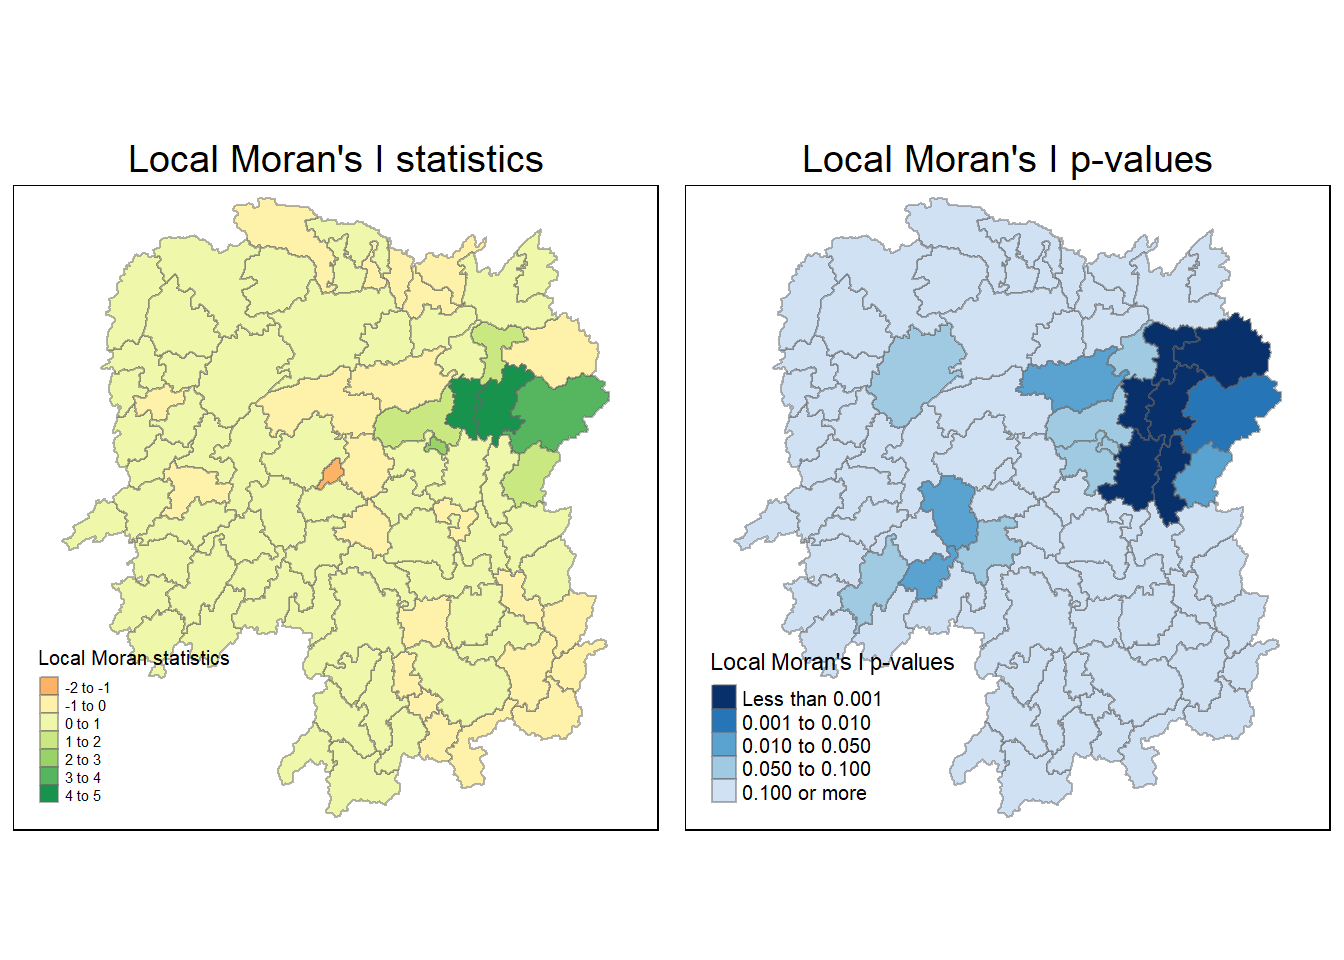 Local Moran's I statistics
Local Moran statistics
-2 to -1
-1 to 0
0 to 1
1 to 2
2 to 3
3 to 4
4 to 5
Local Moran's I p-values
Local Moran's I p-values
Less than 0.001
0.001 to 0.010
0.010 to 0.050
0.050 to 0.100
0.100 or more